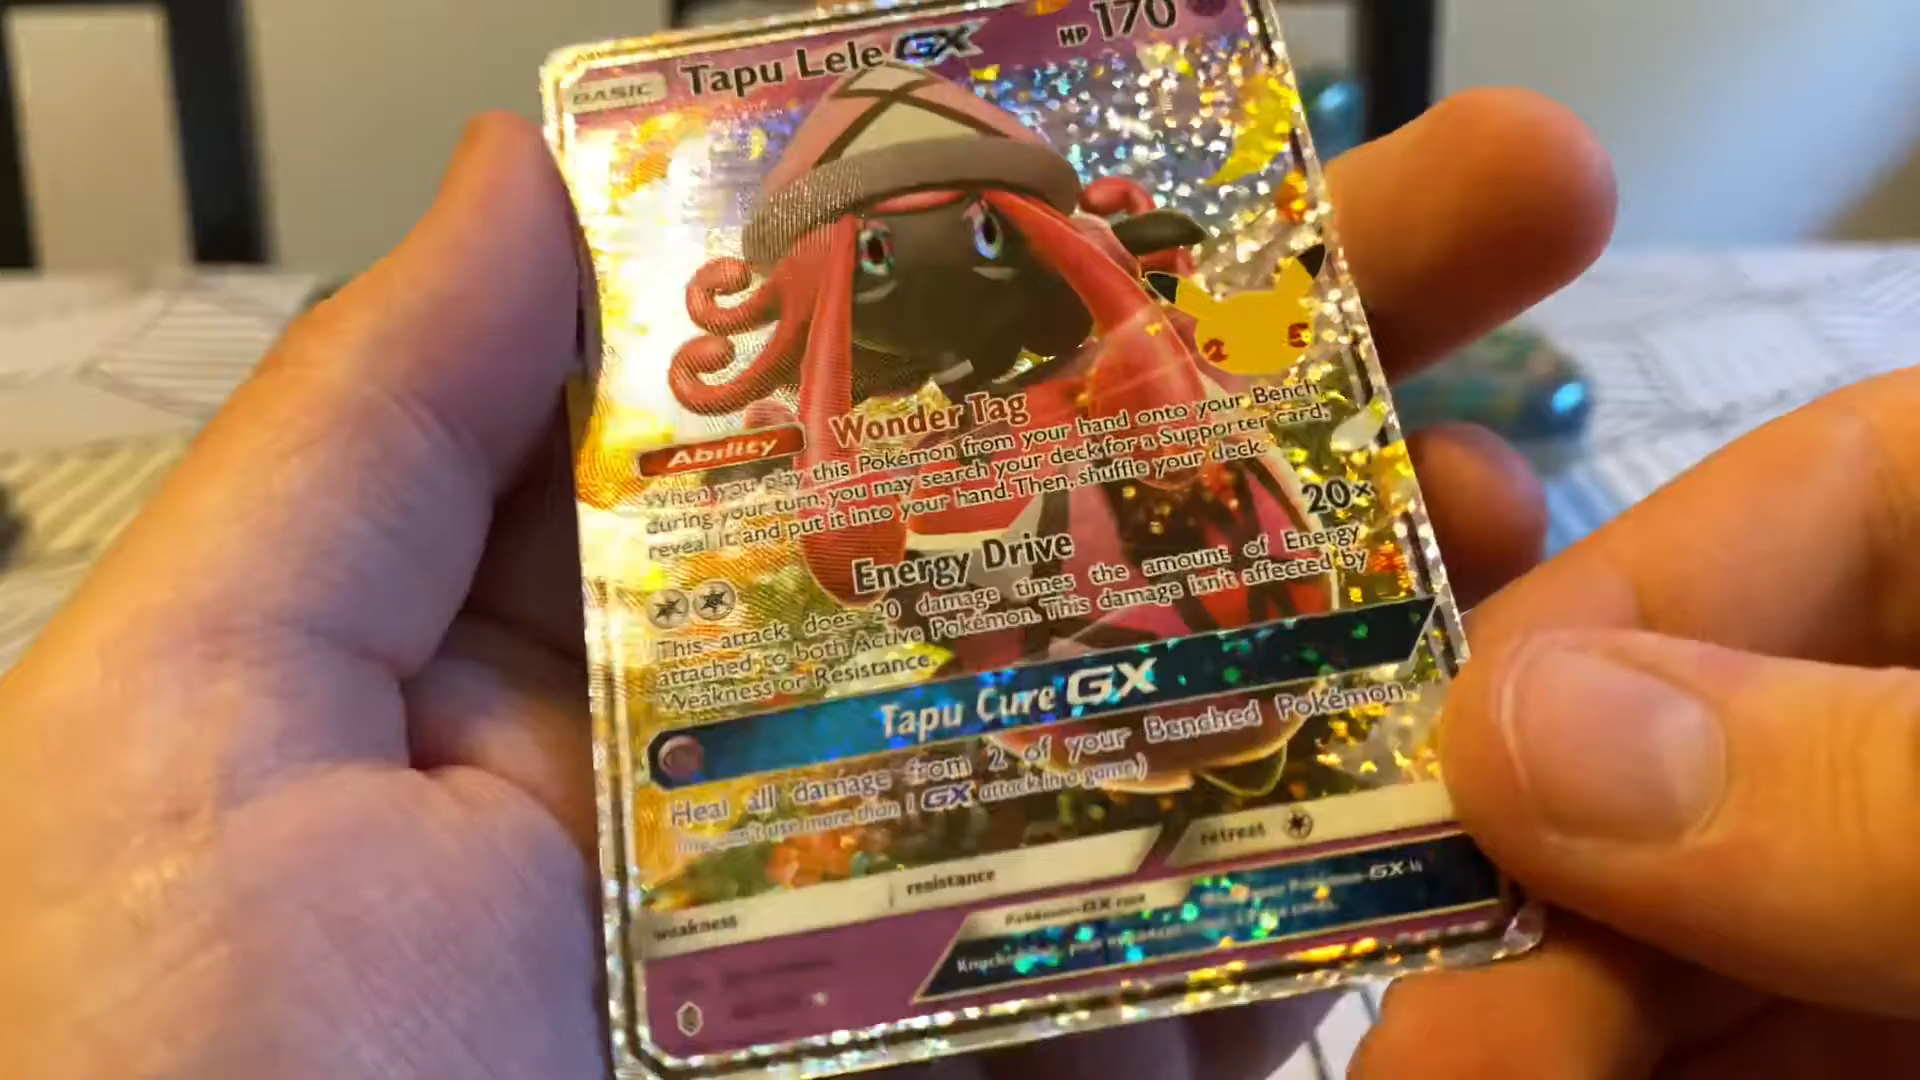 BASIC Tapu Lele GX HP 170
Ability Wonder Tag
When you play this Pokémon from your hand onto your Bench
during your turn, you may search your deck for a Supporter card,
reveal it, and put it into your hand. Then, shuffle your deck.
Energy Drive 20×
This attack does 20 damage times the amount of Energy
attached to both Active Pokémon. This damage isn't affected by
Weakness or Resistance.
Tapu Cure GX
Heal all damage from 2 of your Benched Pokémon.
(You can't use more than 1 GX attack in a game.)
weakness resistance retreat
Pokémon-GX rule